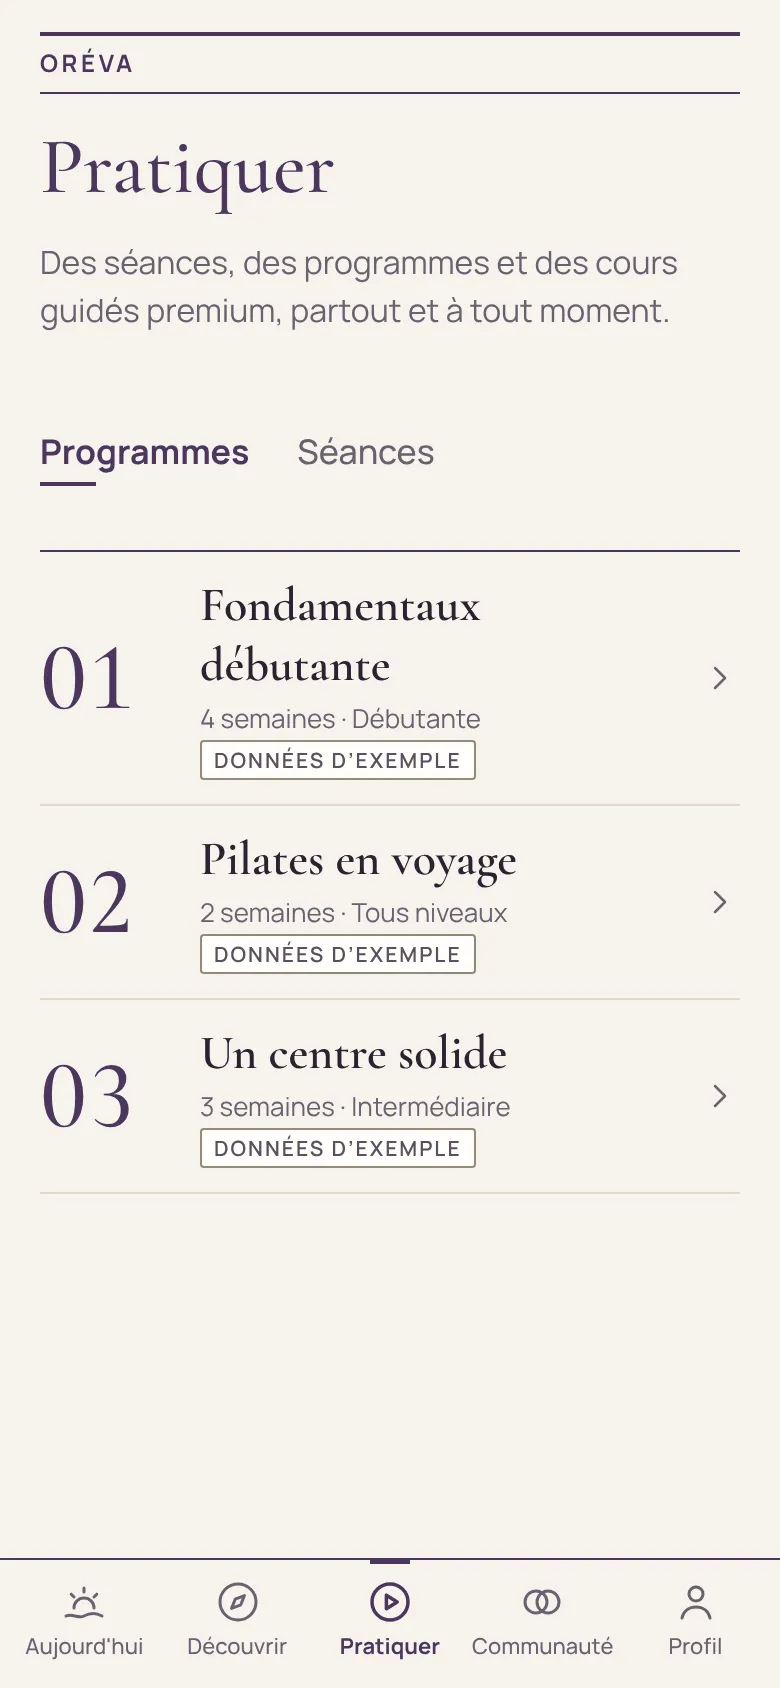 ORÉVA
Pratiquer
Des séances, des programmes et des cours
guidés premium, partout et à tout moment.
Programmes Séances
01
Fondamentaux
débutante
4 semaines · Débutante
DONNÉES D’EXEMPLE
02
Pilates en voyage
2 semaines · Tous niveaux
DONNÉES D’EXEMPLE
03
Un centre solide
3 semaines · Intermédiaire
DONNÉES D’EXEMPLE
Aujourd'hui Découvrir Pratiquer Communauté Profil